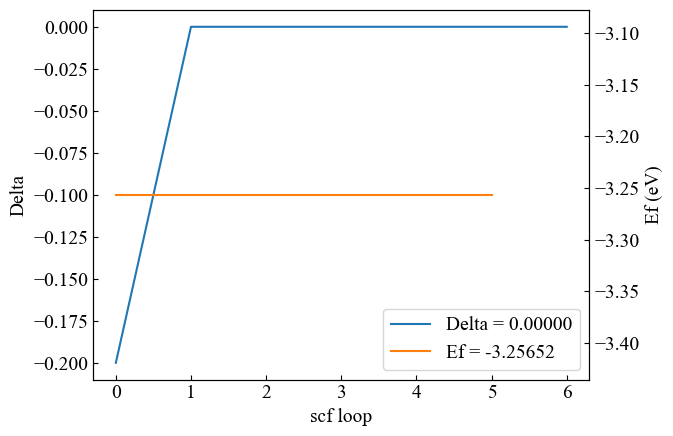 0.000
−0.025
−0.050
−0.075
−0.100
−0.125
−0.150
−0.175
−0.200
Delta
−3.10
−3.15
−3.20
−3.25
−3.30
−3.35
−3.40
Ef (eV)
Delta = 0.00000
Ef = -3.25652
0 1 2 3 4 5 6
scf loop